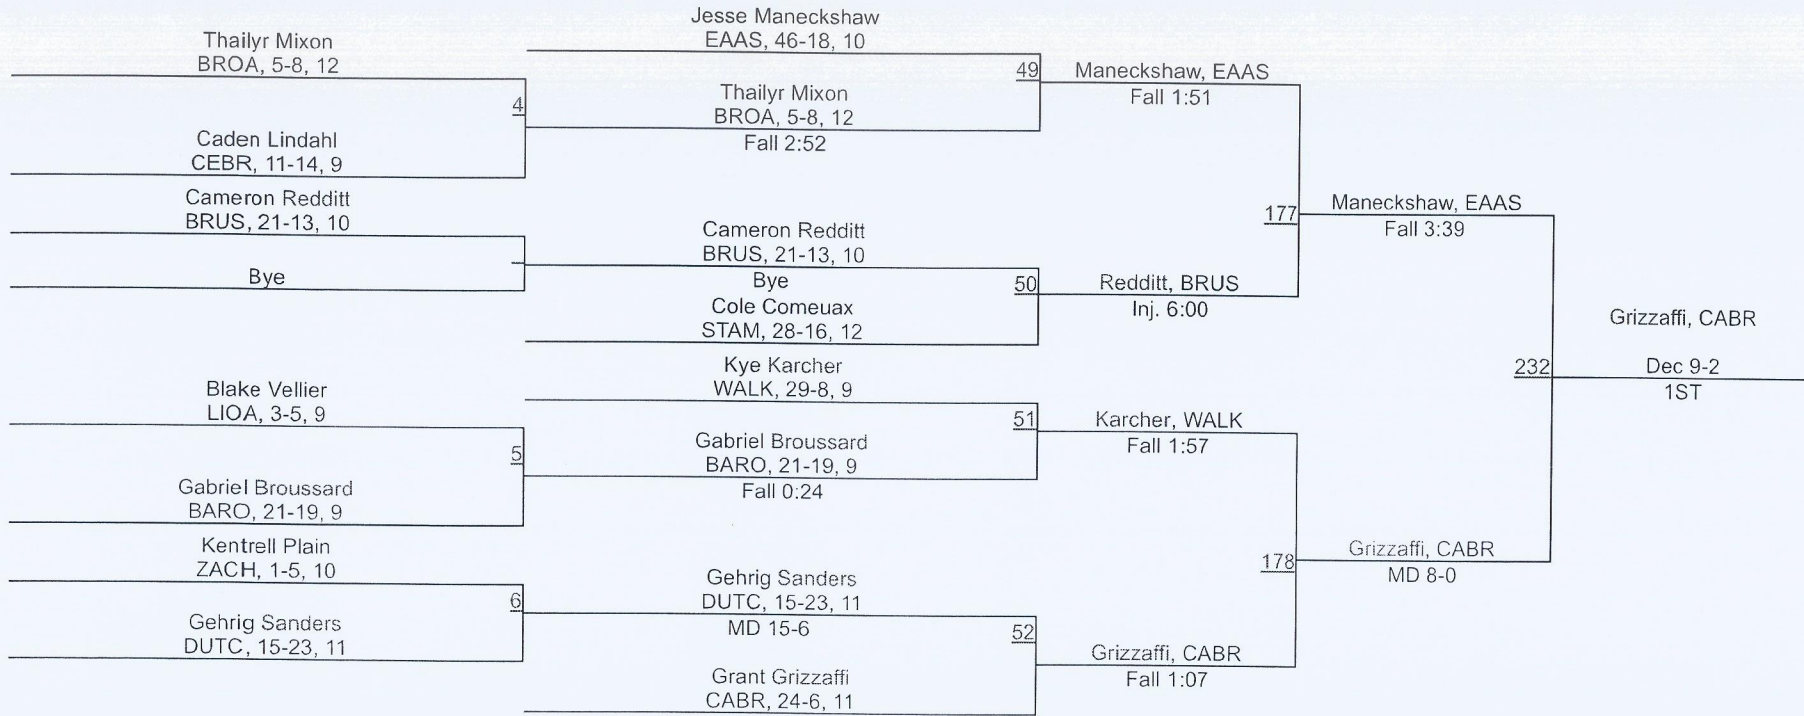 Thailyr Mixon
BROA, 5-8, 12
4
Caden Lindahl
CEBR, 11-14, 9
Cameron Redditt
BRUS, 21-13, 10
Bye
Blake Vellier
LIOA, 3-5, 9
5
Gabriel Broussard
BARO, 21-19, 9
Kentrell Plain
ZACH, 1-5, 10
6
Gehrig Sanders
DUTC, 15-23, 11
Jesse Maneckshaw
EAAS, 46-18, 10
49
Thailyr Mixon
BROA, 5-8, 12
Fall 2:52
Cameron Redditt
BRUS, 21-13, 10
Bye
50
Cole Comeuax
STAM, 28-16, 12
Kye Karcher
WALK, 29-8, 9
51
Gabriel Broussard
BARO, 21-19, 9
Fall 0:24
Gehrig Sanders
DUTC, 15-23, 11
MD 15-6
52
Grant Grizzaffi
CABR, 24-6, 11
Maneckshaw, EAAS
Fall 1:51
177
Redditt, BRUS
Inj. 6:00
Karcher, WALK
Fall 1:57
178
Grizzaffi, CABR
Fall 1:07
Maneckshaw, EAAS
Fall 3:39
232
Grizzaffi, CABR
MD 8-0
Grizzaffi, CABR
Dec 9-2
1ST